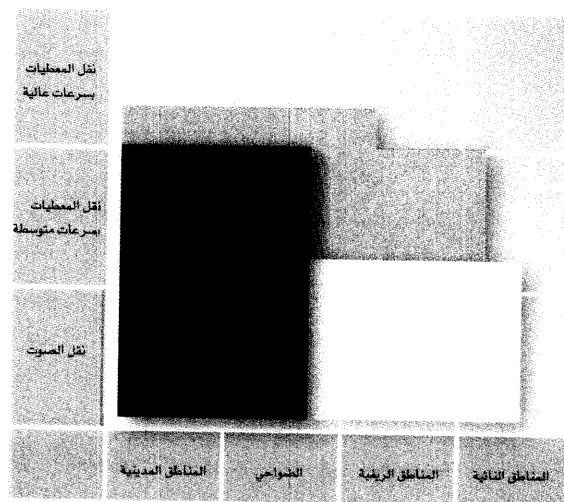 نقل المعطيات
بسرعات عالية
نقل المعطيات
بسرعات متوسطة
نقل الصوت
المناطق المدينية
الضواحي
المناطق الريفية
المناطق النائية